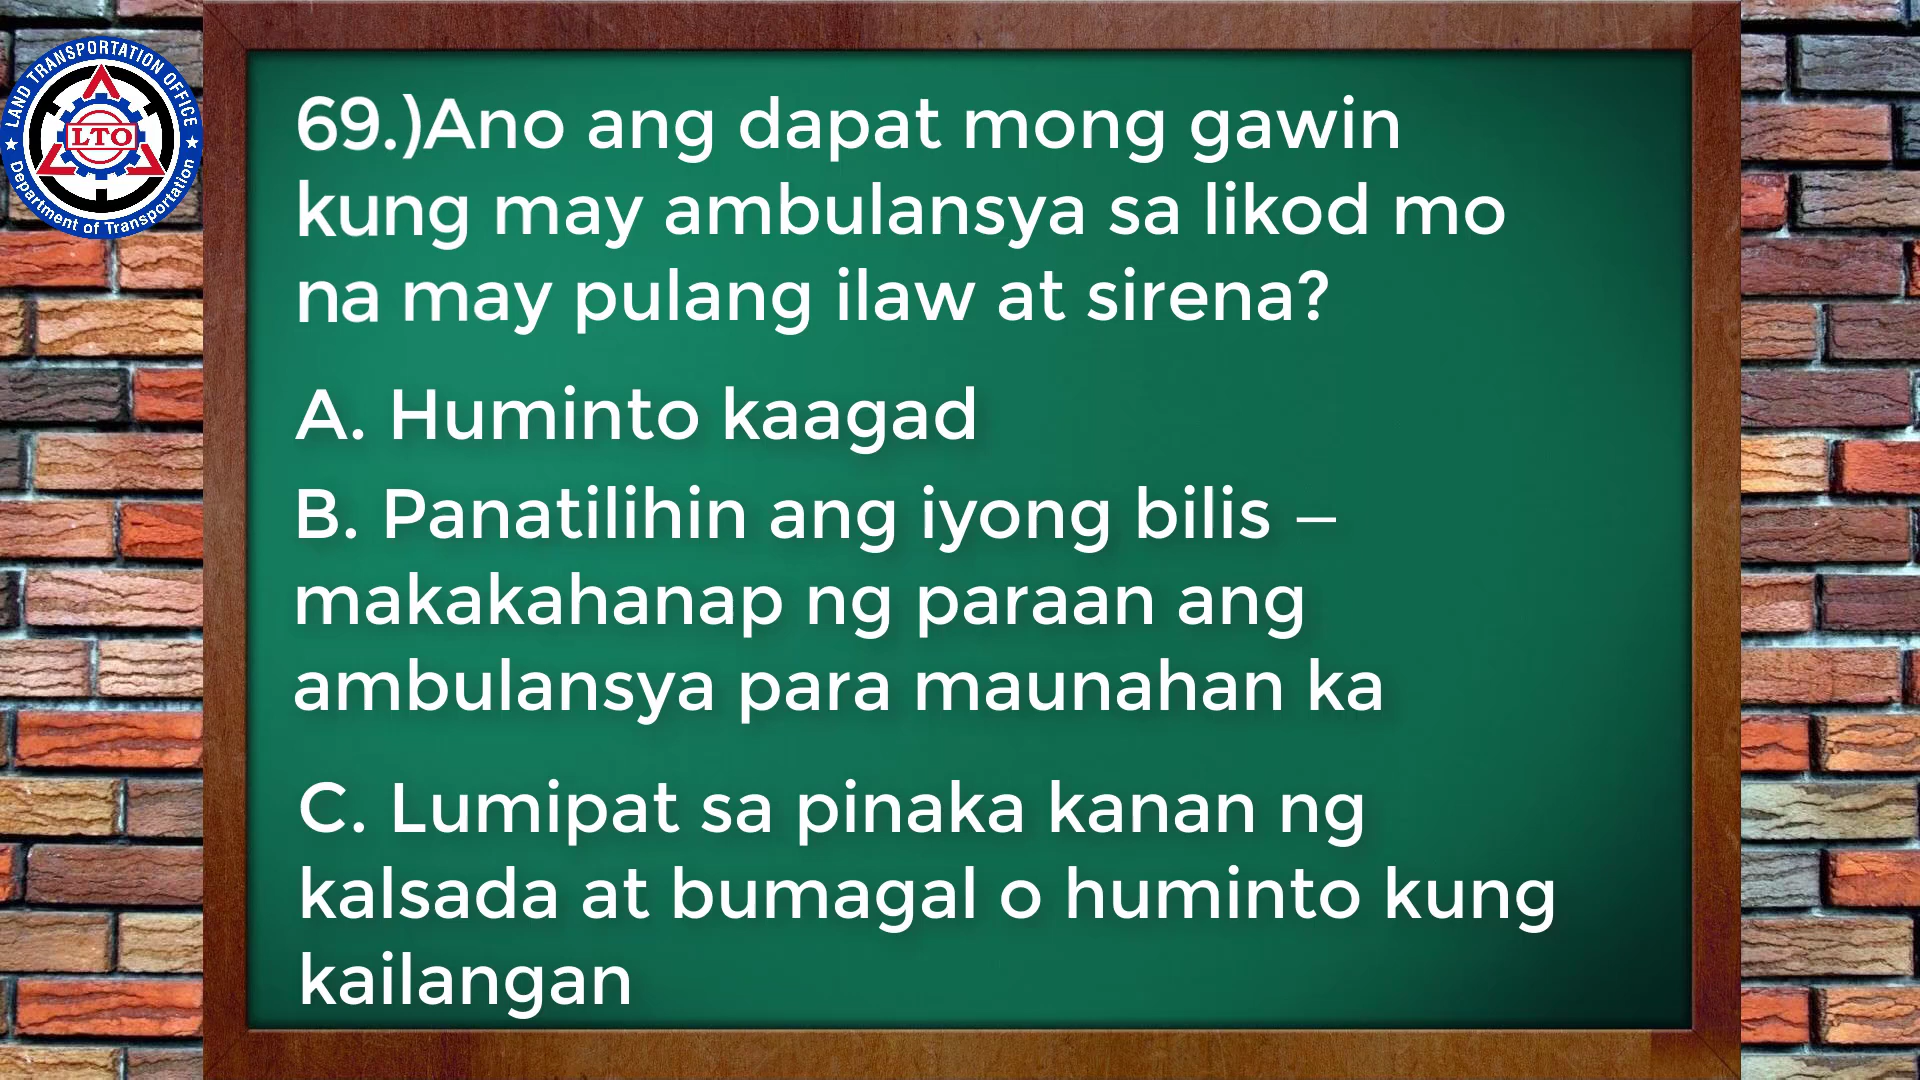 LAND TRANSPORTATION OFFICE
LTO
Department of Transportation
69.)Ano ang dapat mong gawin
kung may ambulansya sa likod mo
na may pulang ilaw at sirena?
A. Huminto kaagad
B. Panatilihin ang iyong bilis –
makakahanap ng paraan ang
ambulansya para maunahan ka
C. Lumipat sa pinaka kanan ng
kalsada at bumagal o huminto kung
kailangan